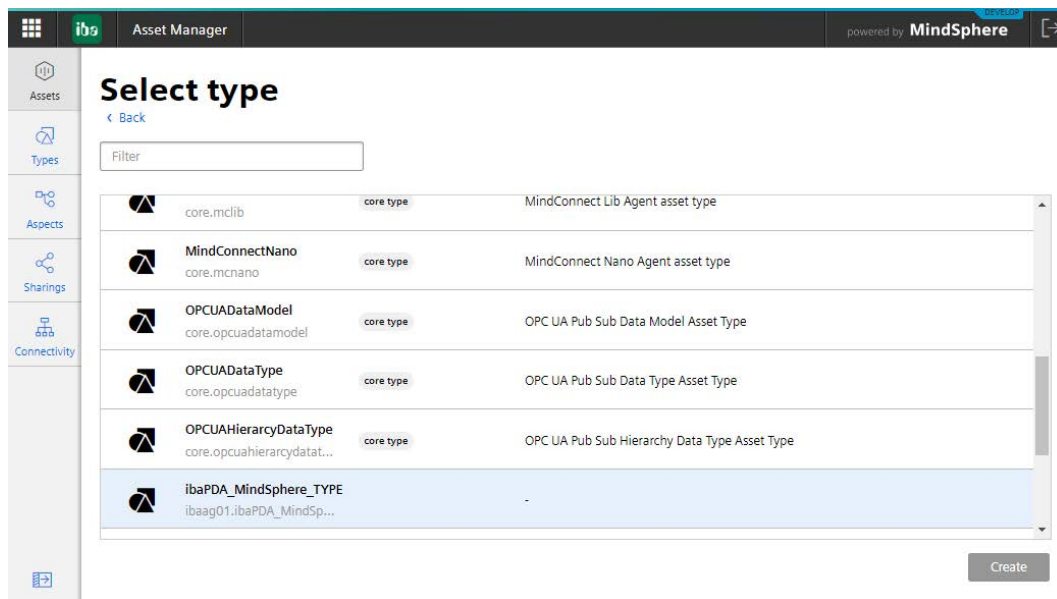 DEVELOP
iba Asset Manager powered by MindSphere
Assets
Types
Aspects
Sharings
Connectivity
Select type
Back
Filter
core.mclib core type MindConnect Lib Agent asset type
MindConnectNano
core.mcnano core type MindConnect Nano Agent asset type
OPCUADataModel
core.opcuadatamodel core type OPC UA Pub Sub Data Model Asset Type
OPCUADataType
core.opcuadatatype core type OPC UA Pub Sub Data Type Asset Type
OPCUAHierarcyDataType
core.opcuahierarcydatat... core type OPC UA Pub Sub Hierarchy Data Type Asset Type
ibaPDA_MindSphere_TYPE
ibaag01.ibaPDA_MindSp... -
Create